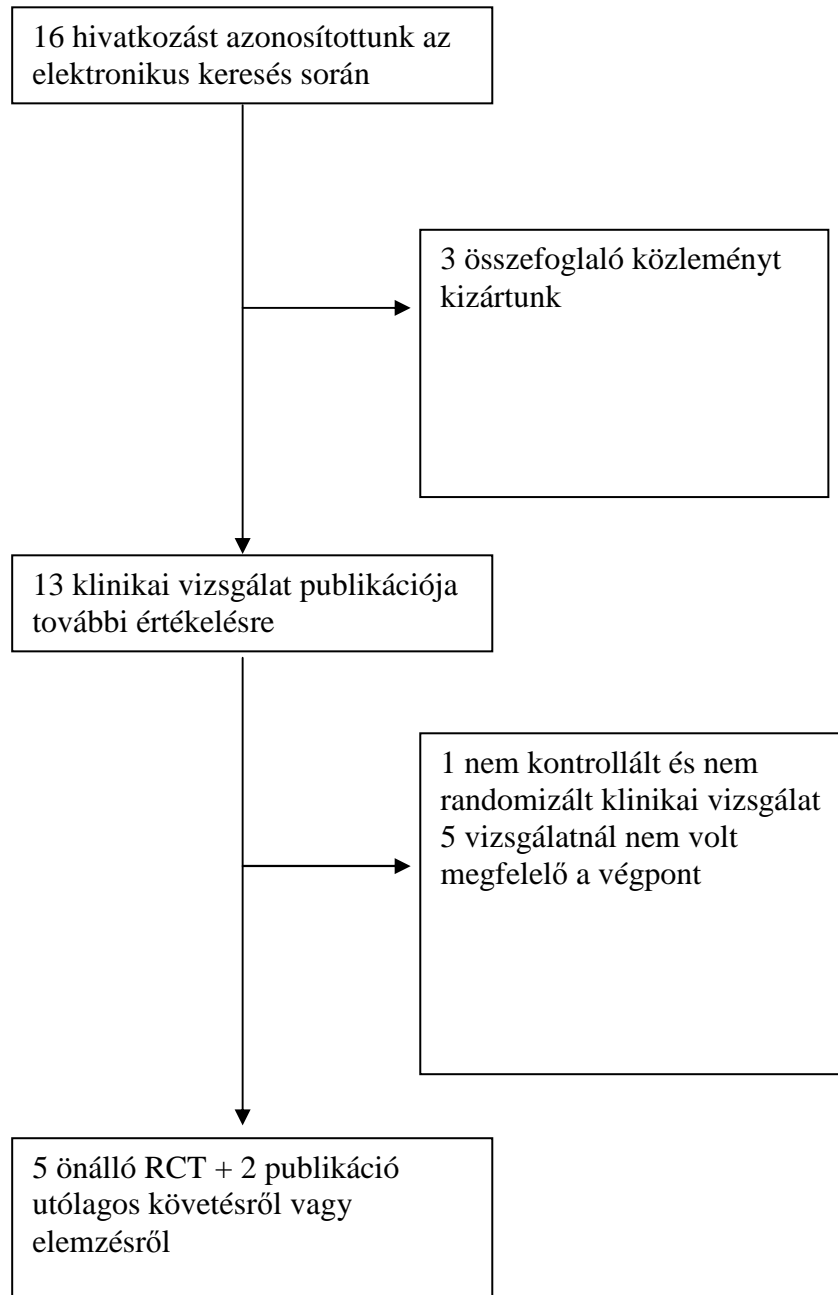 16 hivatkozást azonosítottunk az
elektronikus keresés során
3 összefoglaló közleményt
kizártunk
13 klinikai vizsgálat publikációja
további értékelésre
1 nem kontrollált és nem
randomizált klinikai vizsgálat
5 vizsgálatnál nem volt
megfelelő a végpont
5 önálló RCT + 2 publikáció
utólagos követésről vagy
elemzésről